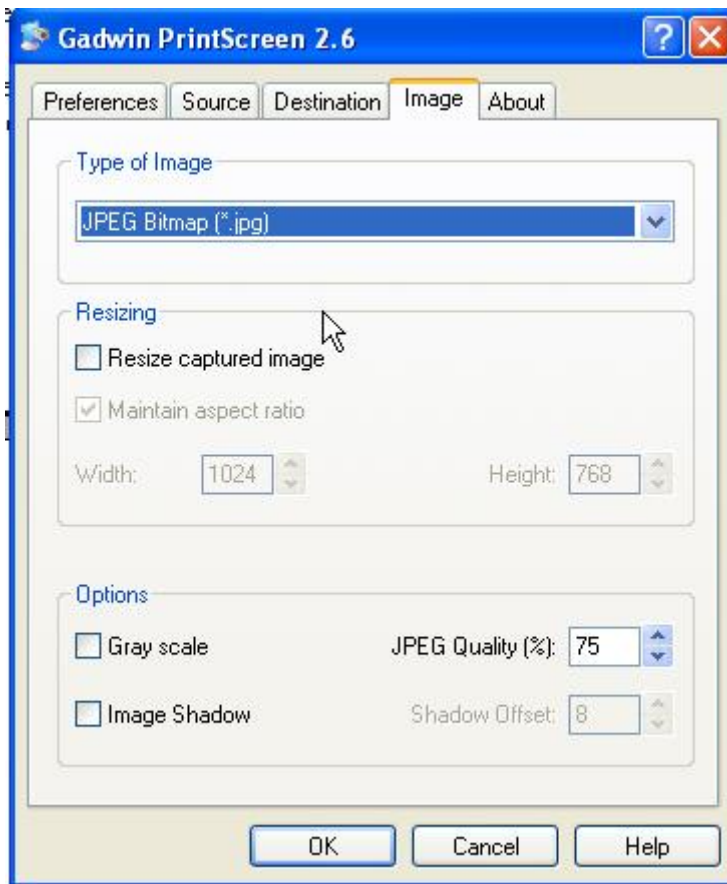 Gadwin PrintScreen 2.6
Preferences Source Destination Image About
Type of Image
JPEG Bitmap (*.jpg)
Resizing
Resize captured image
Maintain aspect ratio
Width: 1024 Height: 768
Options
Gray scale JPEG Quality (%): 75
Image Shadow Shadow Offset: 8
OK Cancel Help